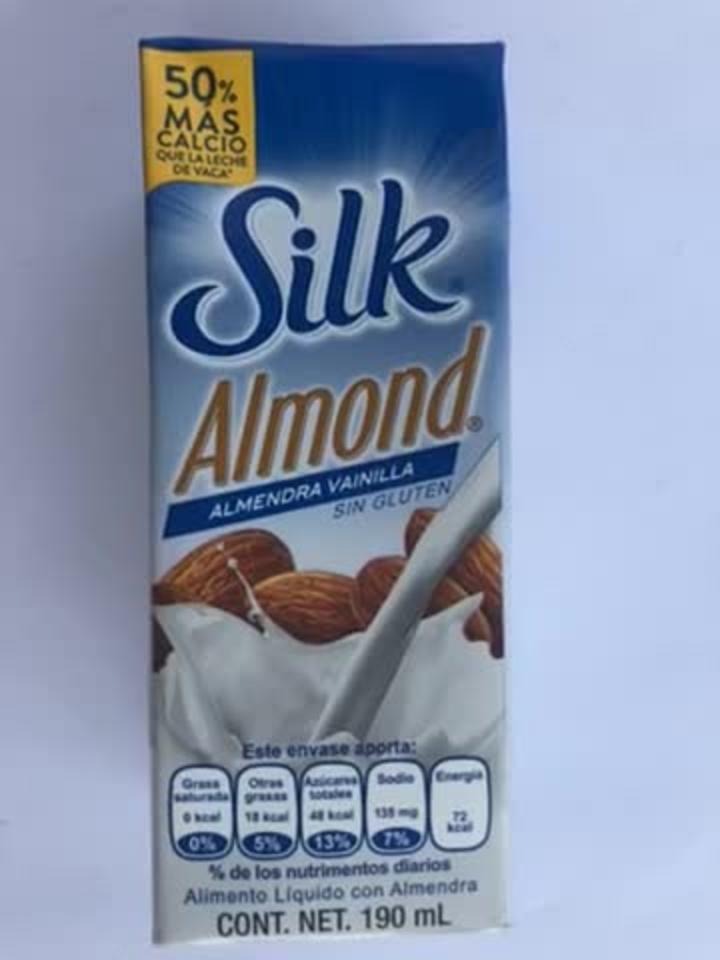 50%
MÁS
CALCIO
QUE LA LECHE
DE VACA*
Silk
Almond®
ALMENDRA VAINILLA
SIN GLUTEN
Este envase aporta:
Grasa saturada 0 kcal 0%
Otras grasas 18 kcal 5%
Azúcares totales 48 kcal 13%
Sodio 135 mg 7%
Energía 72 kcal
% de los nutrimentos diarios
Alimento Líquido con Almendra
CONT. NET. 190 mL